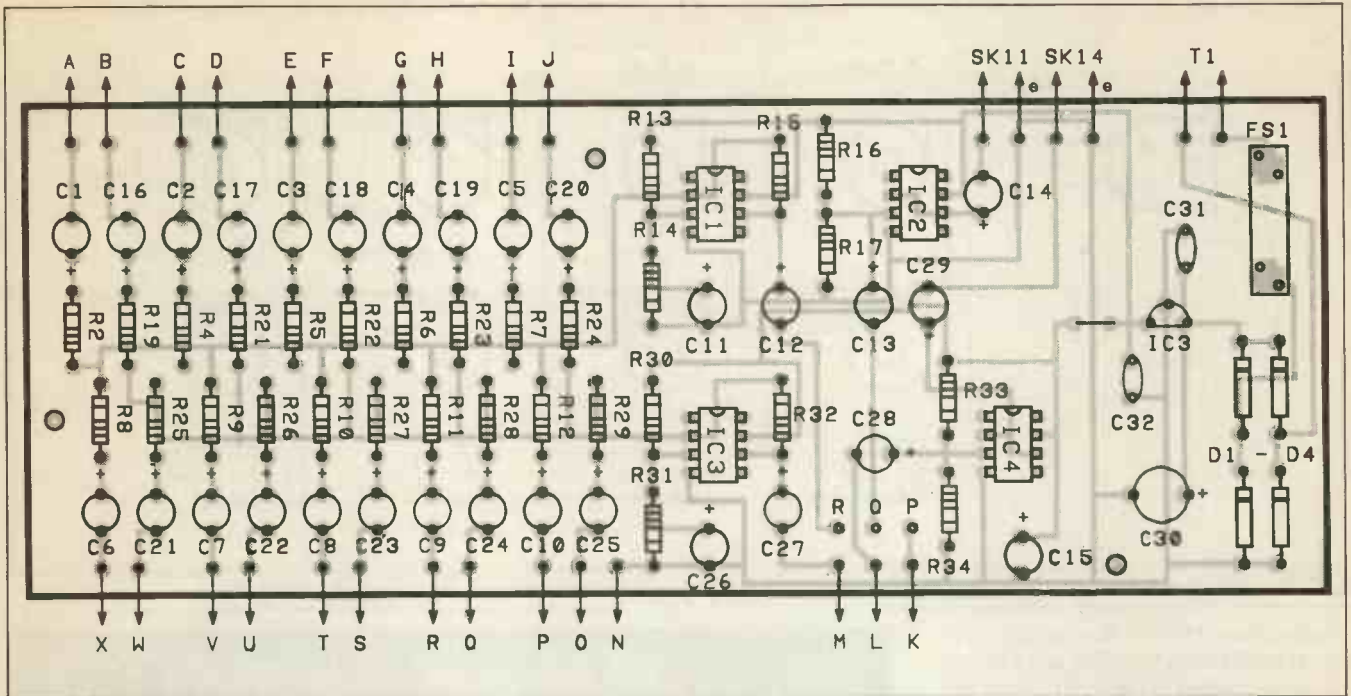 A B C D E F G H I J SK11 e SK14 e T1
R13 R15 R16 FS1
C1 C16 C2 C17 C3 C18 C4 C19 C5 C20 IC1 IC2 C14 C31
R14 R17 C29
+ + + + + + + + + + + + + +
R2 R19 R4 R21 R5 R22 R6 R23 R7 R24 C11 C12 C13 IC3
R30 R33 C32
R8 R25 R9 R26 R10 R27 R11 R28 R12 R29 IC3 R32 C28 + IC4 D1 - D4
R31
+ + + + + + + + + + + + R O P + +
C6 C21 C7 C22 C8 C23 C9 C24 C10 C25 C26 C27 R34 C15 C30
X W V U T S R Q P O N M L K